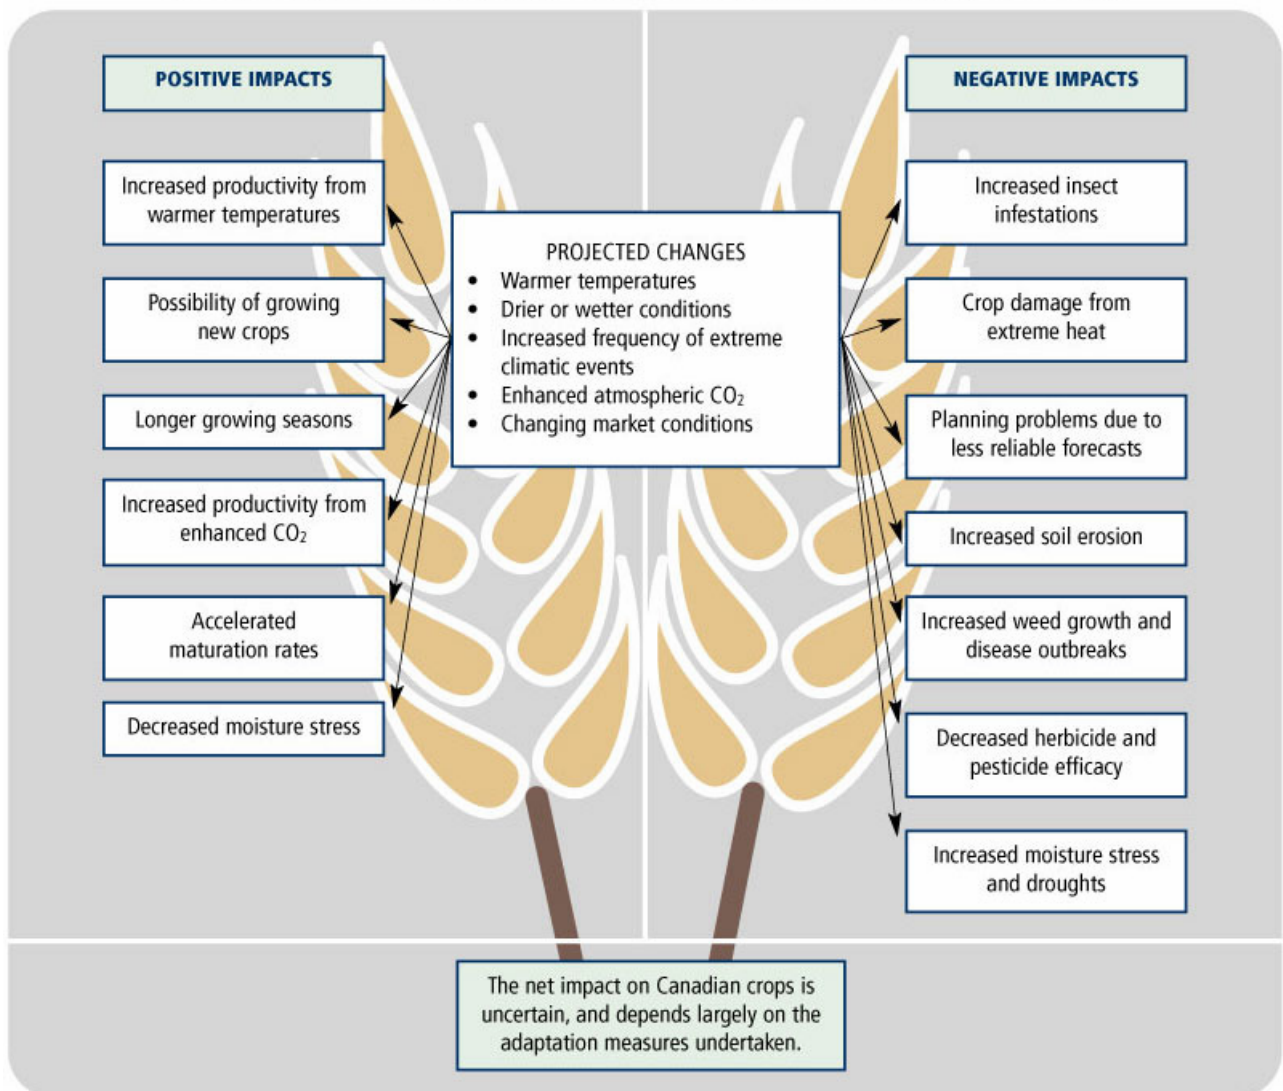 POSITIVE IMPACTS
Increased productivity from
warmer temperatures
Possibility of growing
new crops
Longer growing seasons
Increased productivity from
enhanced CO₂
Accelerated
maturation rates
Decreased moisture stress
PROJECTED CHANGES
• Warmer temperatures
• Drier or wetter conditions
• Increased frequency of extreme
climatic events
• Enhanced atmospheric CO₂
• Changing market conditions
NEGATIVE IMPACTS
Increased insect
infestations
Crop damage from
extreme heat
Planning problems due to
less reliable forecasts
Increased soil erosion
Increased weed growth and
disease outbreaks
Decreased herbicide and
pesticide efficacy
Increased moisture stress
and droughts
The net impact on Canadian crops is
uncertain, and depends largely on the
adaptation measures undertaken.